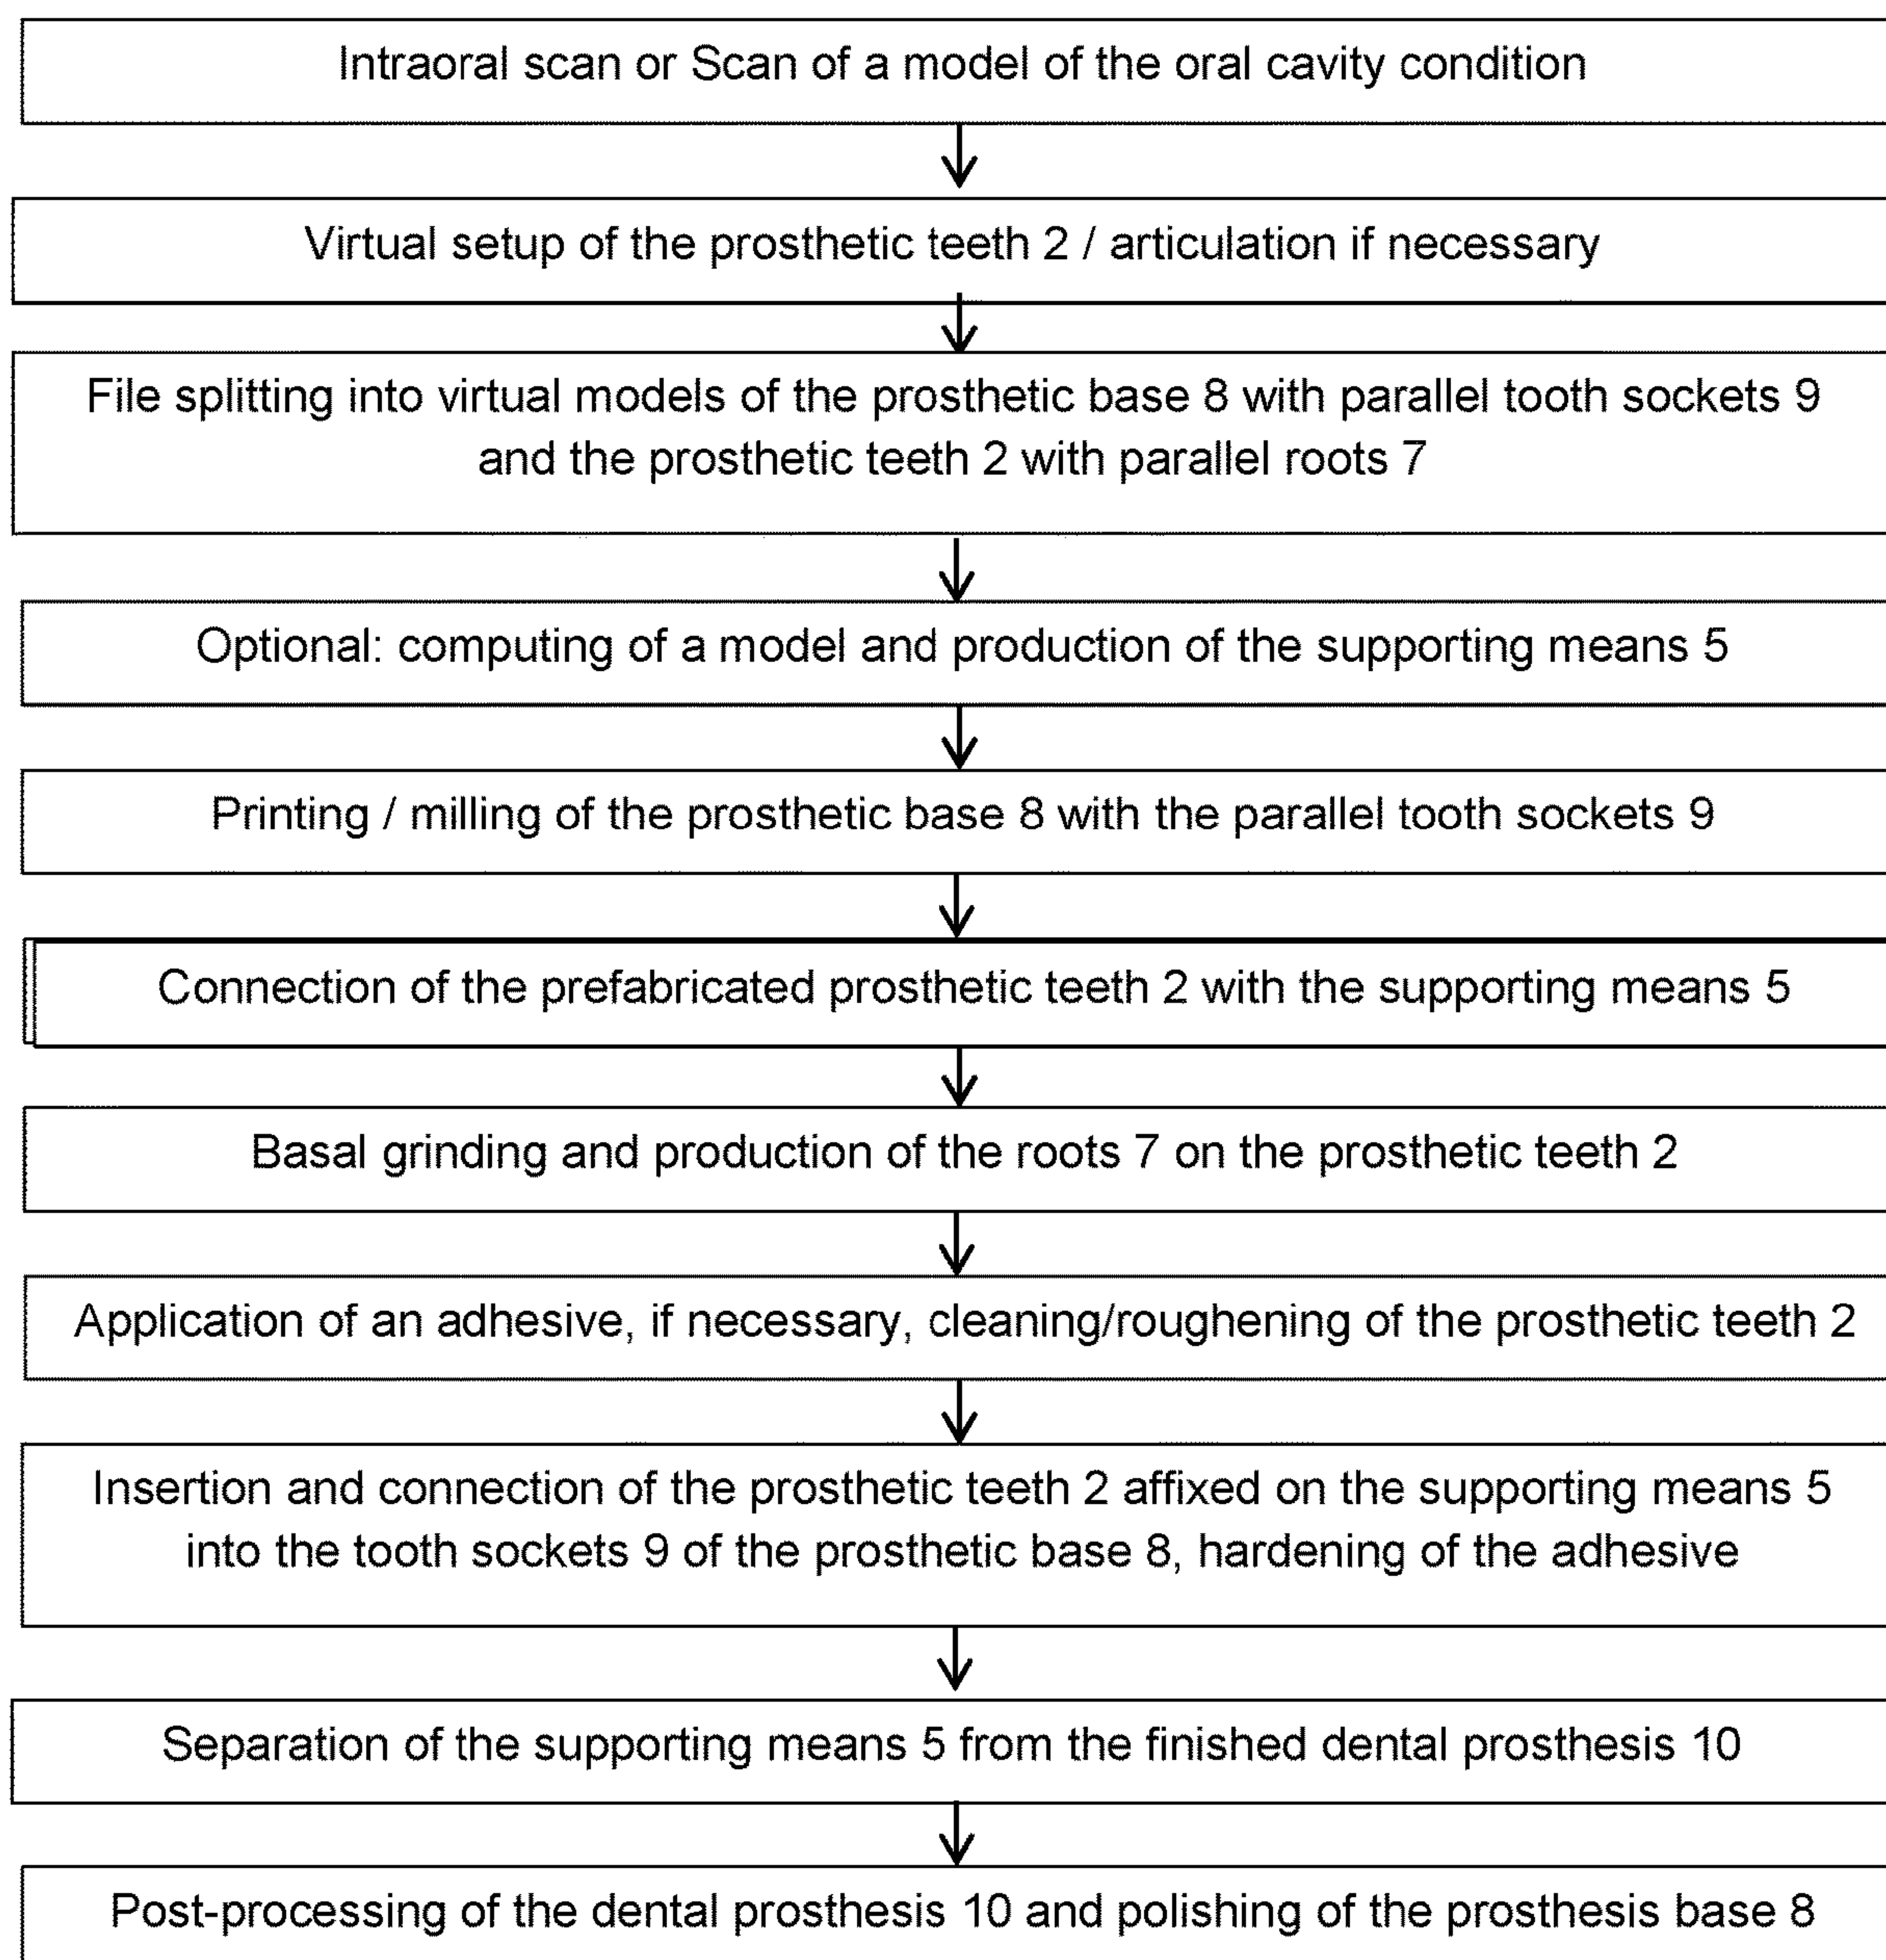 Intraoral scan or Scan of a model of the oral cavity condition
Virtual setup of the prosthetic teeth 2 / articulation if necessary
File splitting into virtual models of the prosthetic base 8 with parallel tooth sockets 9
and the prosthetic teeth 2 with parallel roots 7
Optional: computing of a model and production of the supporting means 5
Printing / milling of the prosthetic base 8 with the parallel tooth sockets 9
Connection of the prefabricated prosthetic teeth 2 with the supporting means 5
Basal grinding and production of the roots 7 on the prosthetic teeth 2
Application of an adhesive, if necessary, cleaning/roughening of the prosthetic teeth 2
Insertion and connection of the prosthetic teeth 2 affixed on the supporting means 5
into the tooth sockets 9 of the prosthetic base 8, hardening of the adhesive
Separation of the supporting means 5 from the finished dental prosthesis 10
Post-processing of the dental prosthesis 10 and polishing of the prosthesis base 8